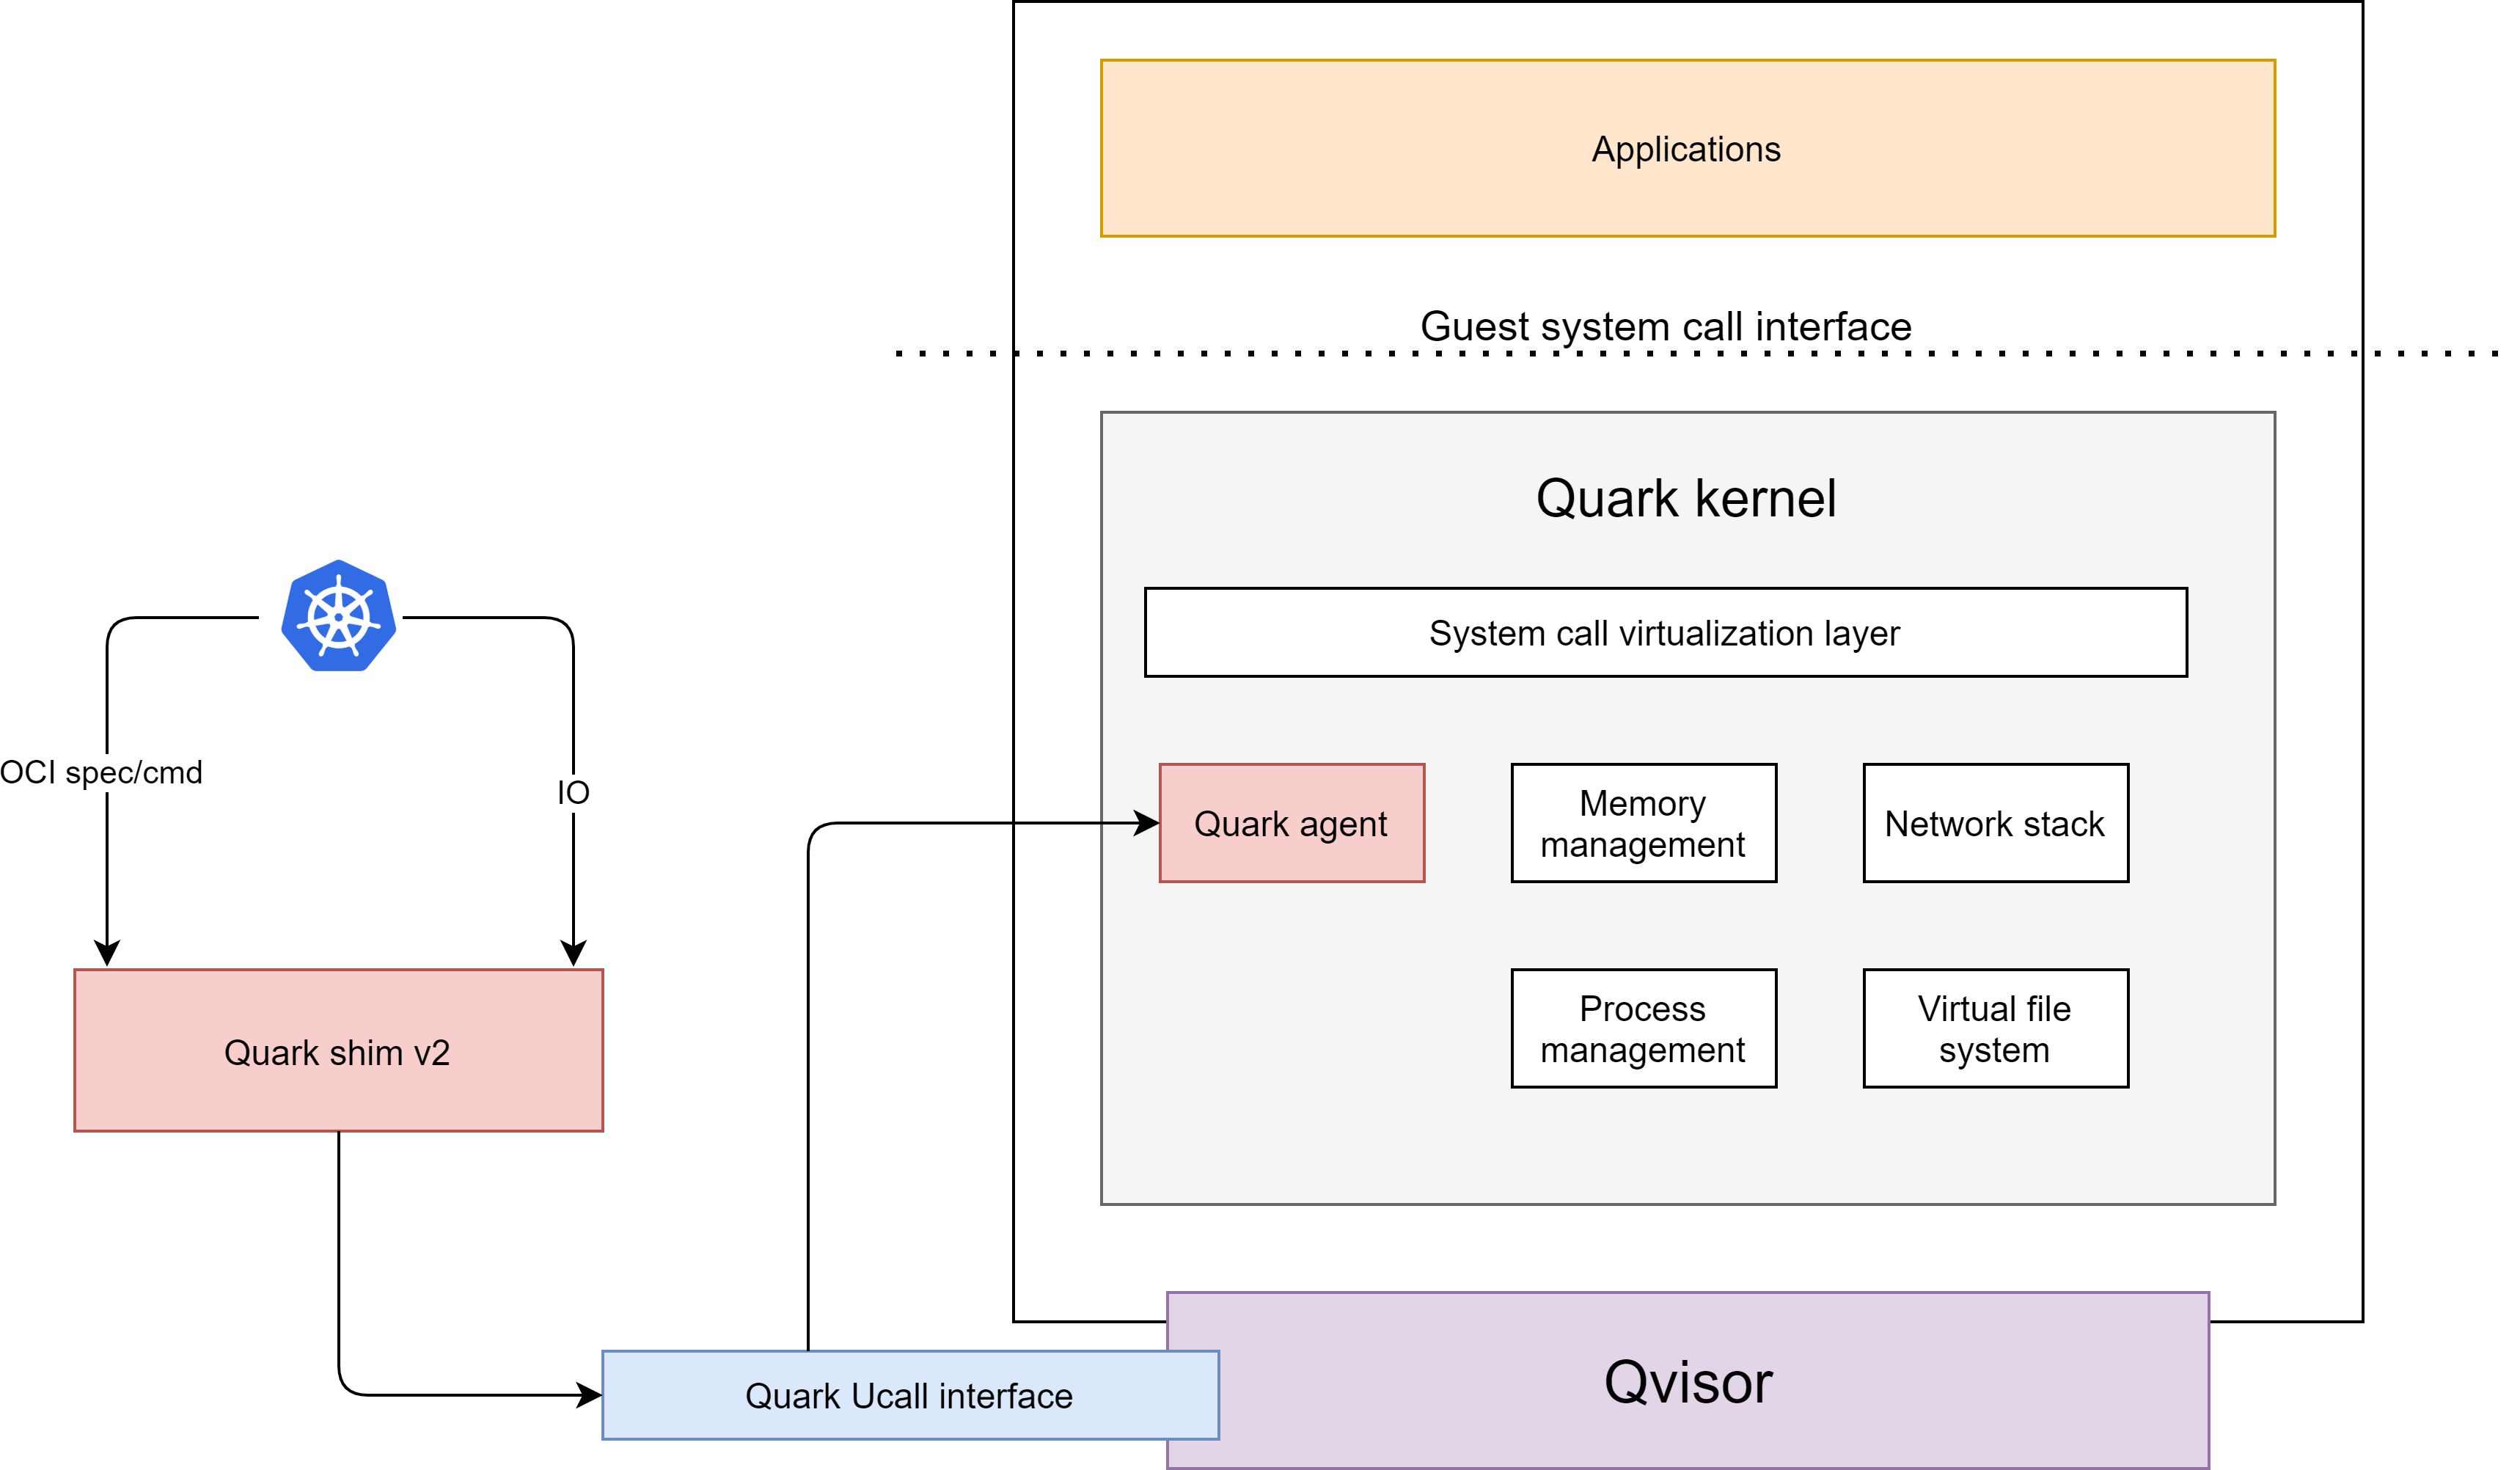 Applications
Guest system call interface
Quark kernel
System call virtualization layer
OCI spec/cmd
IO
Quark agent
Memory
management
Network stack
Quark shim v2
Process
management
Virtual file
system
Quark Ucall interface
Qvisor